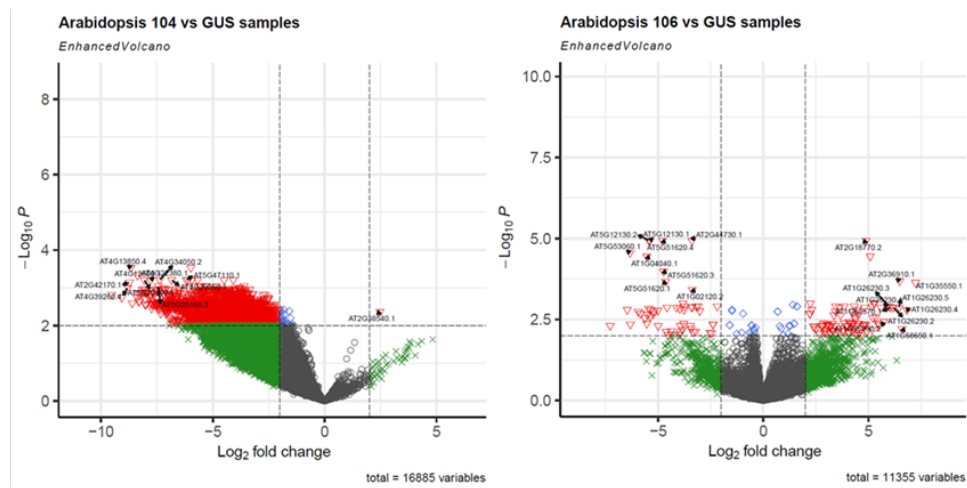 Arabidopsis 104 vs GUS samples
EnhancedVolcano
8
6
4
2
0
−Log10 P
AT4G13850.4
AT4G34050.2
AT5G47110.1
AT2G42170.1
AT4G39260.4
AT5G20160.2
AT2G38540.1
−10
−5
0
5
Log2 fold change
total = 16885 variables
Arabidopsis 106 vs GUS samples
EnhancedVolcano
10.0
7.5
5.0
2.5
0.0
−Log10 P
AT5G12130.2
AT5G12130.1
AT2G44730.1
AT5G53060.1
AT5G51620.4
AT1G04040.1
AT5G51620.3
AT5G51620.1
AT1G02120.2
AT2G18770.2
AT2G36910.1
AT1G35550.1
AT1G26230.3
AT1G26230.5
AT1G26230.4
AT1G26230.2
−5
0
5
Log2 fold change
total = 11355 variables